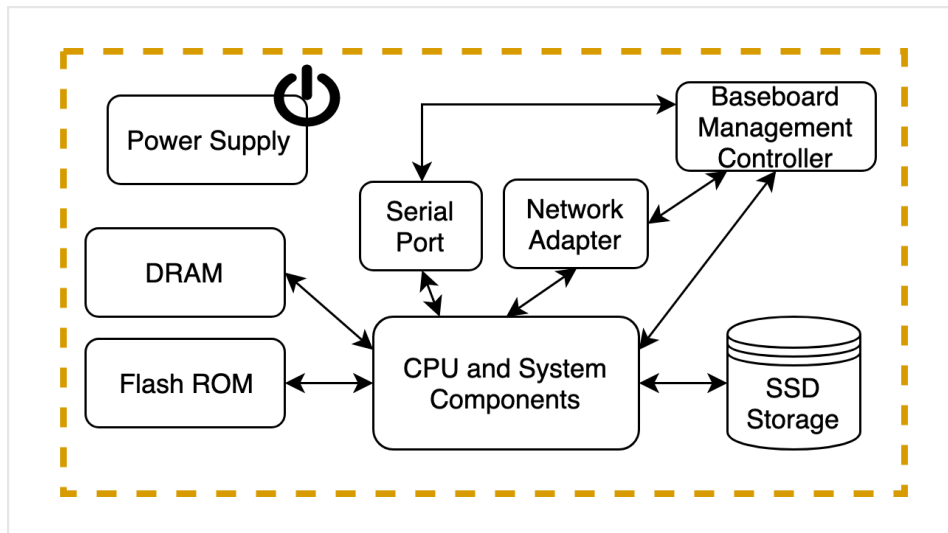 Power Supply
Baseboard
Management
Controller
Serial
Port
Network
Adapter
DRAM
Flash ROM
CPU and System
Components
SSD
Storage